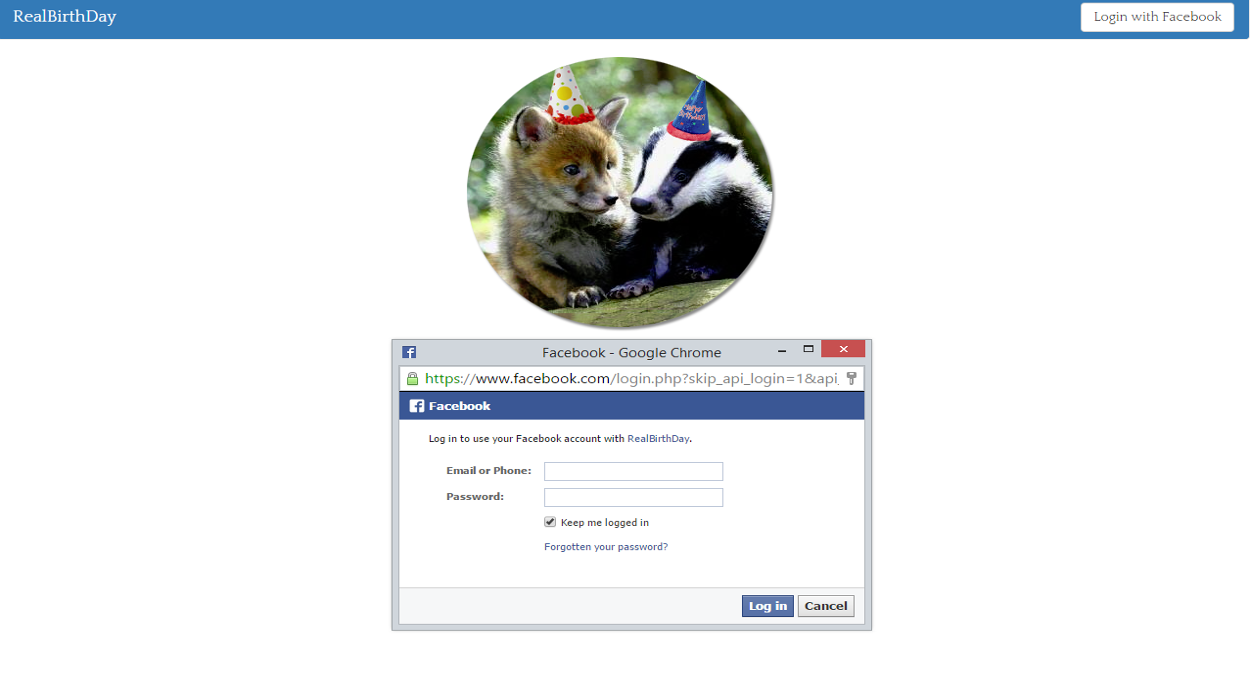 RealBirthDay
Login with Facebook
Facebook - Google Chrome
https://www.facebook.com/login.php?skip_api_login=1&api_
Facebook
Log in to use your Facebook account with RealBirthDay.
Email or Phone:
Password:
Keep me logged in
Forgotten your password?
Log in
Cancel